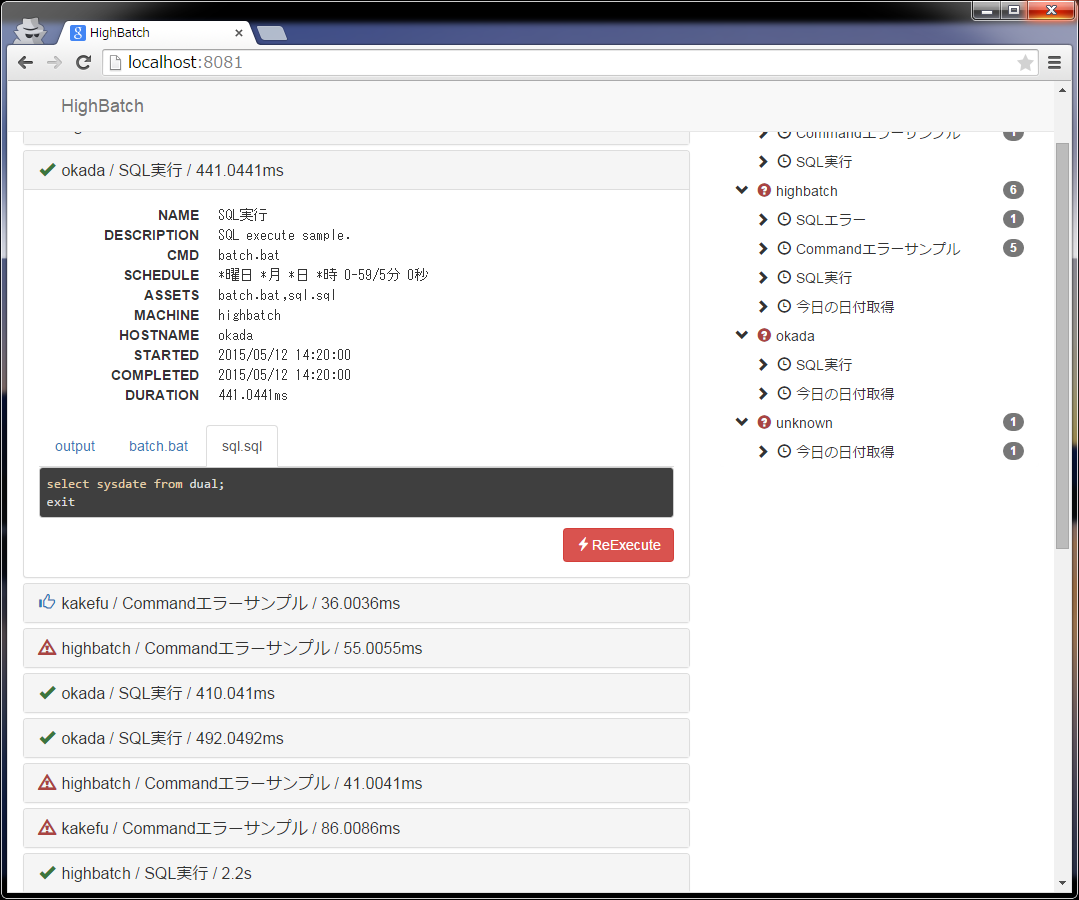 HighBatch
localhost:8081
HighBatch
okada / SQL実行 / 441.0441ms
NAME SQL実行
DESCRIPTION SQL execute sample.
CMD batch.bat
SCHEDULE *曜日 *月 *日 *時 0-59/5分 0秒
ASSETS batch.bat,sql.sql
MACHINE highbatch
HOSTNAME okada
STARTED 2015/05/12 14:20:00
COMPLETED 2015/05/12 14:20:00
DURATION 441.0441ms
output batch.bat sql.sql
select sysdate from dual;
exit
ReExecute
kakefu / Commandエラーサンプル / 36.0036ms
highbatch / Commandエラーサンプル / 55.0055ms
okada / SQL実行 / 410.041ms
okada / SQL実行 / 492.0492ms
highbatch / Commandエラーサンプル / 41.0041ms
kakefu / Commandエラーサンプル / 86.0086ms
highbatch / SQL実行 / 2.2s
Commandエラーサンプル 1
SQL実行
highbatch 6
SQLエラー 1
Commandエラーサンプル 5
SQL実行
今日の日付取得
okada
SQL実行
今日の日付取得
unknown 1
今日の日付取得 1